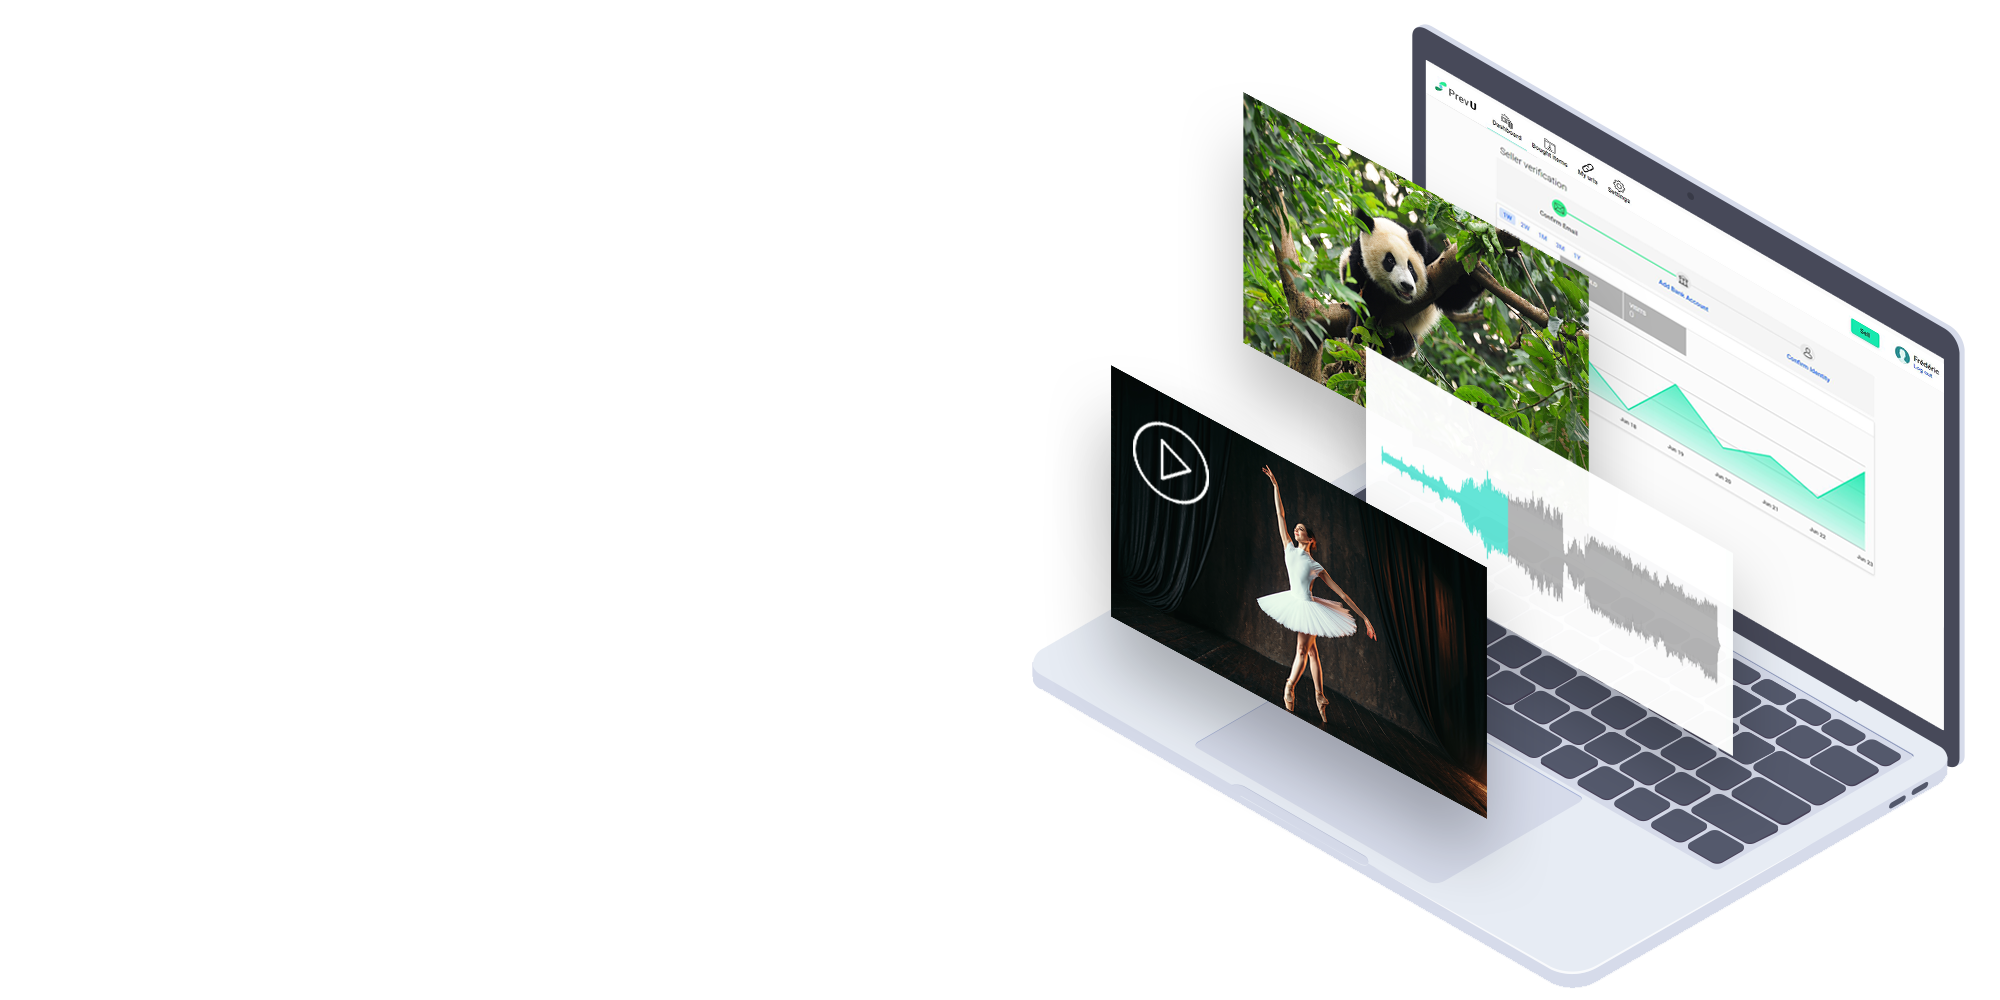 PrevU
Dashboard
Bought items
My urls
Settings
Sell
Frédéric
Log out
Seller verification
Confirm Email
Add Bank Account
Confirm Identity
1W 2W 1M 3M 1Y
VISITS
0
Jun 18
Jun 19
Jun 20
Jun 21
Jun 22
Jun 23